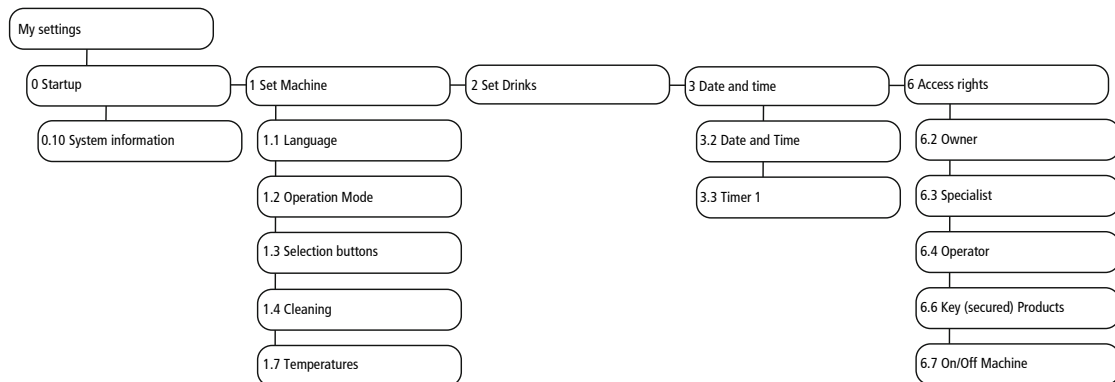 My settings
0 Startup
0.10 System information
1 Set Machine
1.1 Language
1.2 Operation Mode
1.3 Selection buttons
1.4 Cleaning
1.7 Temperatures
2 Set Drinks
3 Date and time
3.2 Date and Time
3.3 Timer 1
6 Access rights
6.2 Owner
6.3 Specialist
6.4 Operator
6.6 Key (secured) Products
6.7 On/Off Machine